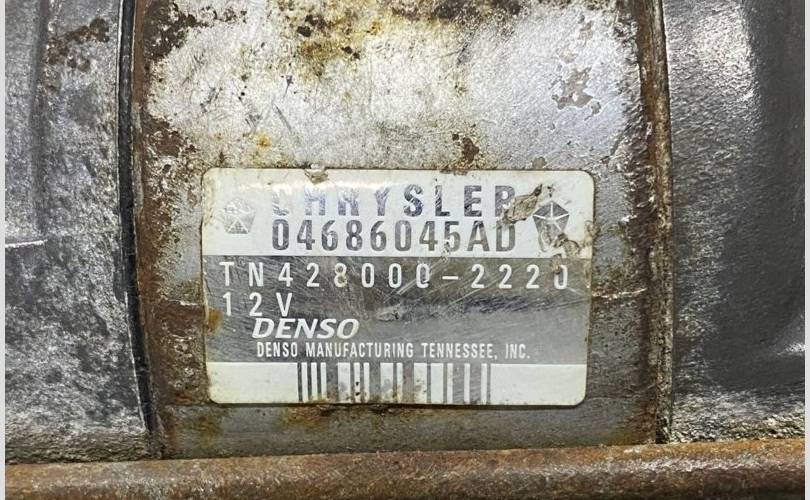 CHRYSLER
04686045AD
TN428000-2220
12V
DENSO
DENSO MANUFACTURING TENNESSEE, INC.